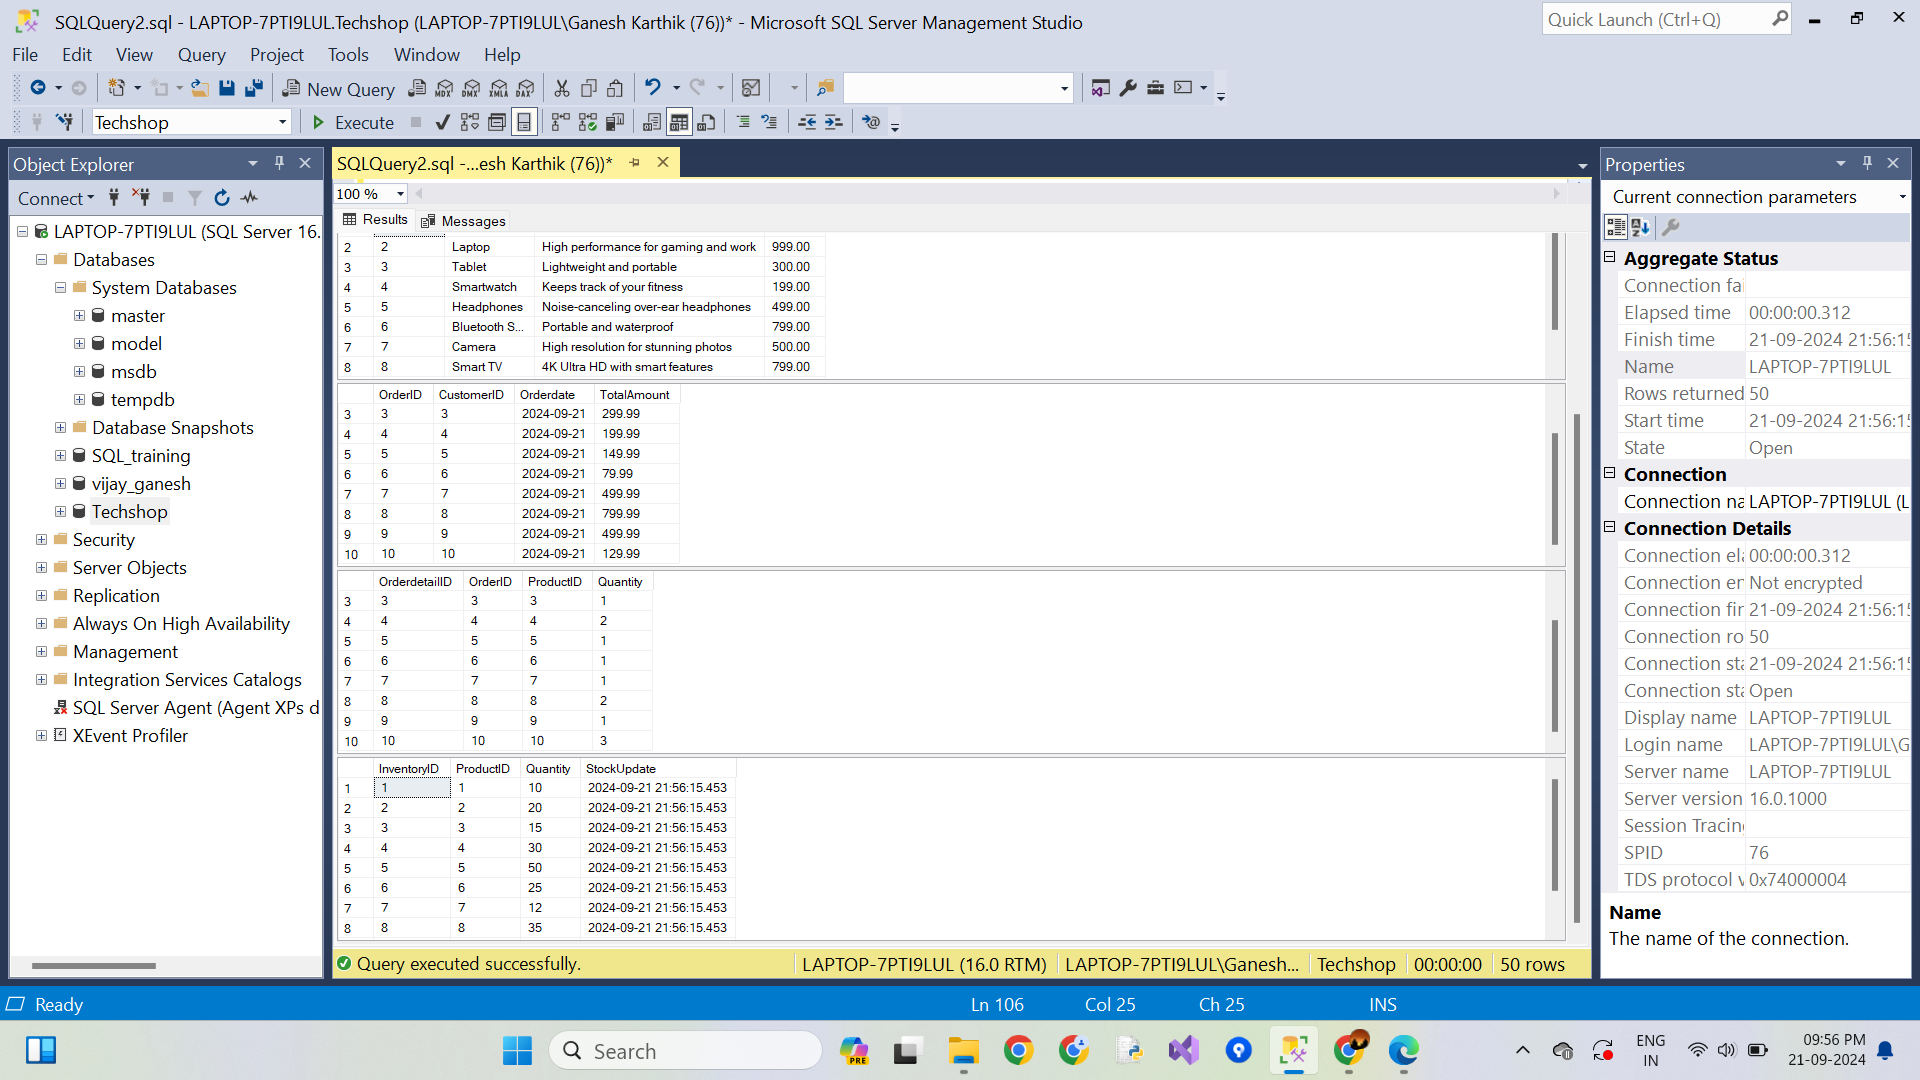 SQLQuery2.sql - LAPTOP-7PTI9LUL.Techshop (LAPTOP-7PTI9LUL\Ganesh Karthik (76))* - Microsoft SQL Server Management Studio
Quick Launch (Ctrl+Q)
File Edit View Query Project Tools Window Help
New Query
MDX DMX XMLA DAX
Techshop Execute
Object Explorer
Connect
LAPTOP-7PTI9LUL (SQL Server 16.
Databases
System Databases
master
model
msdb
tempdb
Database Snapshots
SQL_training
vijay_ganesh
Techshop
Security
Server Objects
Replication
Always On High Availability
Management
Integration Services Catalogs
SQL Server Agent (Agent XPs d
XEvent Profiler
SQLQuery2.sql -...esh Karthik (76))*
100 %
Results Messages
2 2 Laptop High performance for gaming and work 999.00
3 3 Tablet Lightweight and portable 300.00
4 4 Smartwatch Keeps track of your fitness 199.00
5 5 Headphones Noise-canceling over-ear headphones 499.00
6 6 Bluetooth S... Portable and waterproof 799.00
7 7 Camera High resolution for stunning photos 500.00
8 8 Smart TV 4K Ultra HD with smart features 799.00
OrderID CustomerID Orderdate TotalAmount
3 3 3 2024-09-21 299.99
4 4 4 2024-09-21 199.99
5 5 5 2024-09-21 149.99
6 6 6 2024-09-21 79.99
7 7 7 2024-09-21 499.99
8 8 8 2024-09-21 799.99
9 9 9 2024-09-21 499.99
10 10 10 2024-09-21 129.99
OrderdetailID OrderID ProductID Quantity
3 3 3 3 1
4 4 4 4 2
5 5 5 5 1
6 6 6 6 1
7 7 7 7 1
8 8 8 8 2
9 9 9 9 1
10 10 10 10 3
InventoryID ProductID Quantity StockUpdate
1 1 1 10 2024-09-21 21:56:15.453
2 2 2 20 2024-09-21 21:56:15.453
3 3 3 15 2024-09-21 21:56:15.453
4 4 4 30 2024-09-21 21:56:15.453
5 5 5 50 2024-09-21 21:56:15.453
6 6 6 25 2024-09-21 21:56:15.453
7 7 7 12 2024-09-21 21:56:15.453
8 8 8 35 2024-09-21 21:56:15.453
Query executed successfully. LAPTOP-7PTI9LUL (16.0 RTM) LAPTOP-7PTI9LUL\Ganesh... Techshop 00:00:00 50 rows
Properties
Current connection parameters
Aggregate Status
Connection fai
Elapsed time 00:00:00.312
Finish time 21-09-2024 21:56:15
Name LAPTOP-7PTI9LUL
Rows returned 50
Start time 21-09-2024 21:56:15
State Open
Connection
Connection na LAPTOP-7PTI9LUL (L
Connection Details
Connection ela 00:00:00.312
Connection en Not encrypted
Connection fin 21-09-2024 21:56:15
Connection ro 50
Connection sta 21-09-2024 21:56:15
Connection sta Open
Display name LAPTOP-7PTI9LUL
Login name LAPTOP-7PTI9LUL\G
Server name LAPTOP-7PTI9LUL
Server version 16.0.1000
Session Tracing
SPID 76
TDS protocol v 0x74000004
Name
The name of the connection.
Ready Ln 106 Col 25 Ch 25 INS
Search
PRE
ENG
IN
09:56 PM
21-09-2024